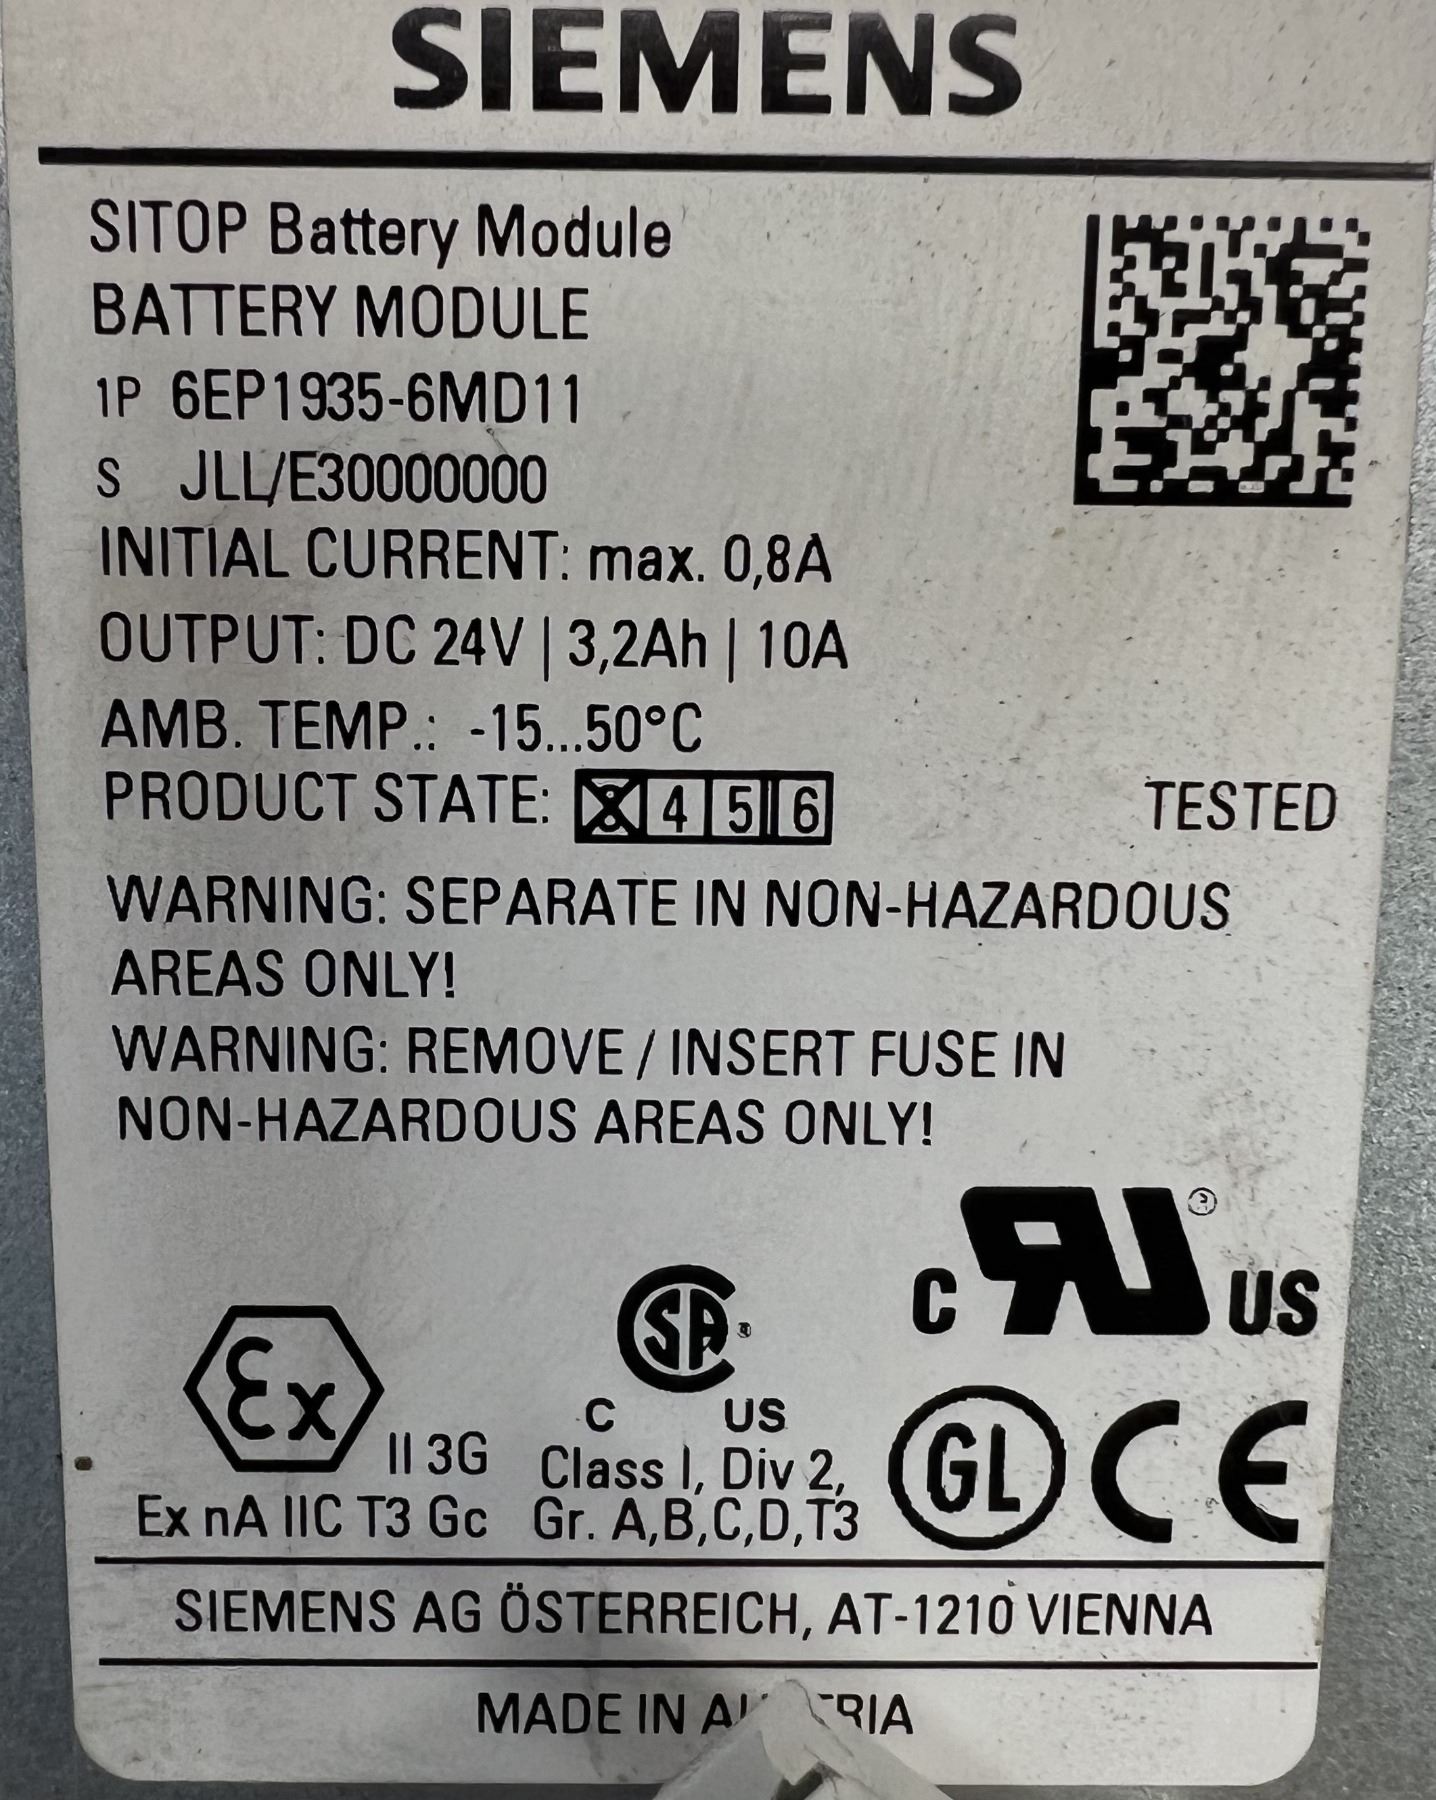 SIEMENS
SITOP Battery Module
BATTERY MODULE
1P 6EP1935-6MD11
S JLL/E30000000
INITIAL CURRENT: max. 0,8A
OUTPUT: DC 24V | 3,2Ah | 10A
AMB. TEMP.: -15...50°C
PRODUCT STATE: 4 5 6 TESTED
WARNING: SEPARATE IN NON-HAZARDOUS
AREAS ONLY!
WARNING: REMOVE / INSERT FUSE IN
NON-HAZARDOUS AREAS ONLY!
C RU ® US
Ex II 3G
Ex nA IIC T3 Gc
SA ®
C US
Class I, Div 2,
Gr. A,B,C,D,T3
GL CE
SIEMENS AG ÖSTERREICH, AT-1210 VIENNA
MADE IN